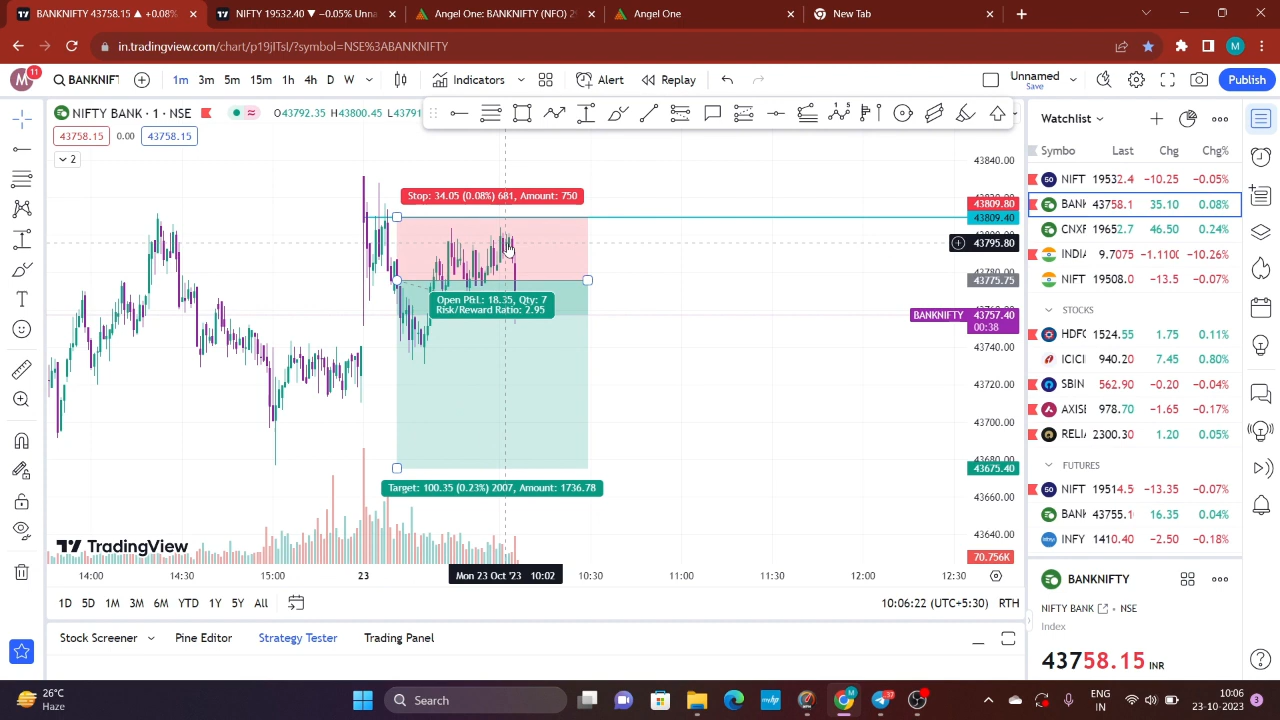 BANKNIFTY 43758.15 ▲ +0.08%
NIFTY 19532.40 ▼ −0.05% Unna
Angel One: BANKNIFTY (NFO)
Angel One
New Tab
in.tradingview.com/chart/p19jITsI/?symbol=NSE%3ABANKNIFTY
M
M 11 BANKNIFT 1m 3m 5m 15m 1h 4h D W Indicators Alert Replay Unnamed Save Publish
NIFTY BANK · 1 · NSE O43792.35 H43800.45 L43791
43758.15 0.00 43758.15
2
Stop: 34.05 (0.08%) 681, Amount: 750
Open P&L: 18.35, Qty: 7
Risk/Reward Ratio: 2.95
Target: 100.35 (0.23%) 2007, Amount: 1736.78
43840.00
43809.80
43809.40
43795.80
43775.75
BANKNIFTY 43757.40
00:38
43740.00
43720.00
43700.00
43675.40
43660.00
43640.00
70.756K
TradingView
14:00 14:30 15:00 23 Mon 23 Oct '23 10:02 10:30 11:00 11:30 12:00 12:30
1D 5D 1M 3M 6M YTD 1Y 5Y All 10:06:22 (UTC+5:30) RTH
Stock Screener Pine Editor Strategy Tester Trading Panel
Watchlist
Symbo Last Chg Chg%
50 NIFT 19532.4 −10.25 −0.05%
BANK 43758.1 35.10 0.08%
CNXF 19652.7 46.50 0.24%
INDIA 9.7075 −1.1100 −10.26%
NIFT 19508.0 −13.5 −0.07%
STOCKS
HDFC 1524.55 1.75 0.11%
ICICI 940.20 7.45 0.80%
SBIN 562.90 −0.20 −0.04%
AXISE 978.70 −1.65 −0.17%
RELI 2300.30 1.20 0.05%
FUTURES
50 NIFT 19514.5 −13.35 −0.07%
BANK 43755.1 16.35 0.04%
INFY 1410.40 −2.50 −0.18%
BANKNIFTY
NIFTY BANK • NSE
Index
43758.15 INR
26°C
Haze
Search
37
ENG
IN
10:06
23-10-2023
3